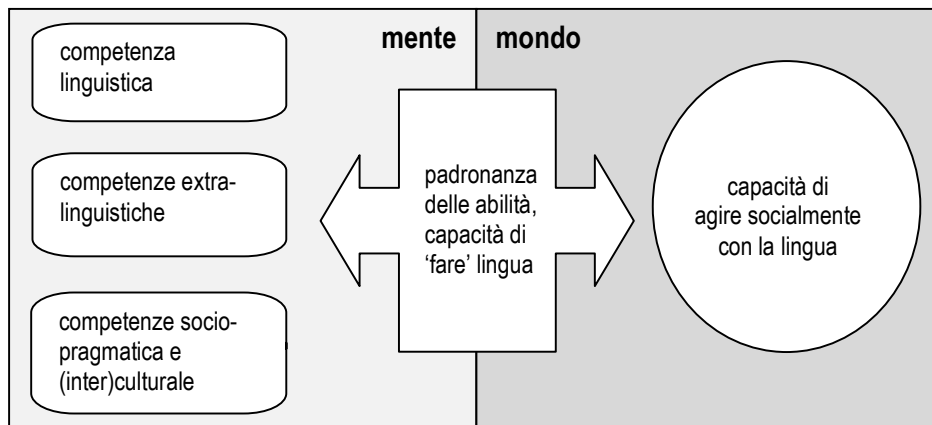 mente
mondo
competenza
linguistica
competenze extra-
linguistiche
competenze socio-
pragmatica e
(inter)culturale
padronanza
delle abilità,
capacità di
‘fare’ lingua
capacità di
agire socialmente
con la lingua